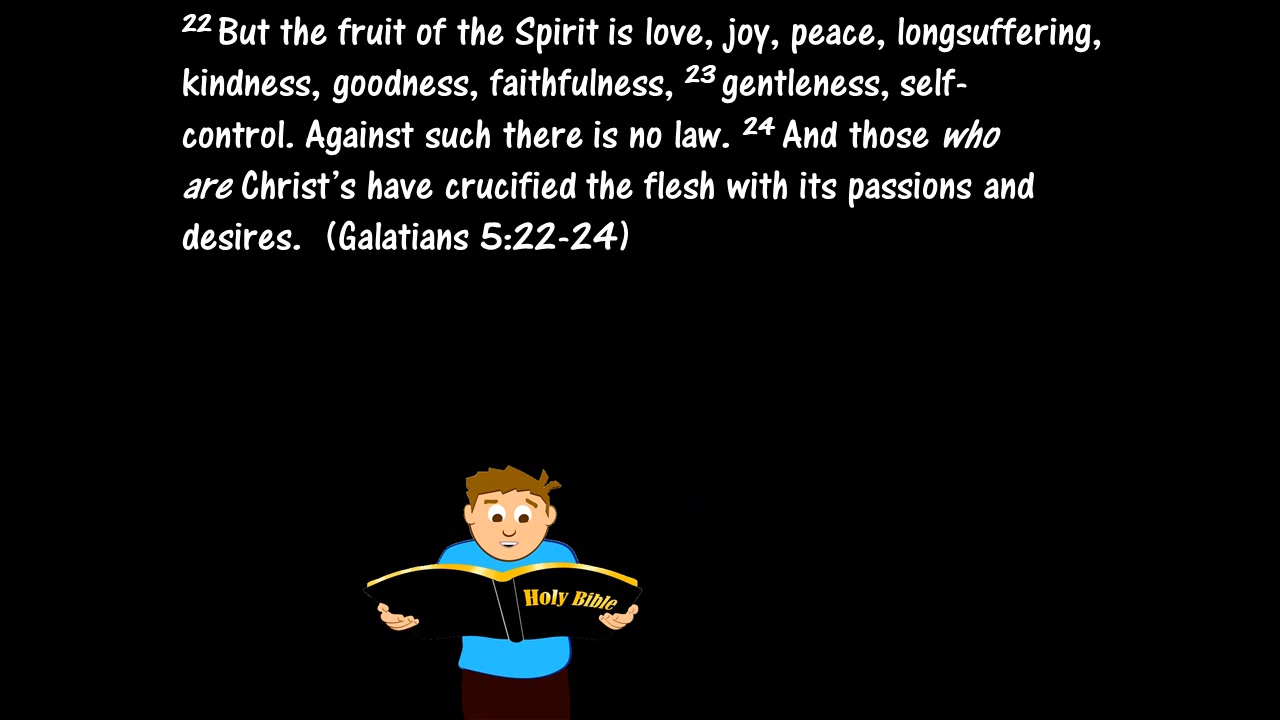 22 But the fruit of the Spirit is love, joy, peace, longsuffering,
kindness, goodness, faithfulness, 23 gentleness, self-
control. Against such there is no law. 24 And those who
are Christ’s have crucified the flesh with its passions and
desires. (Galatians 5:22-24)
Holy Bible